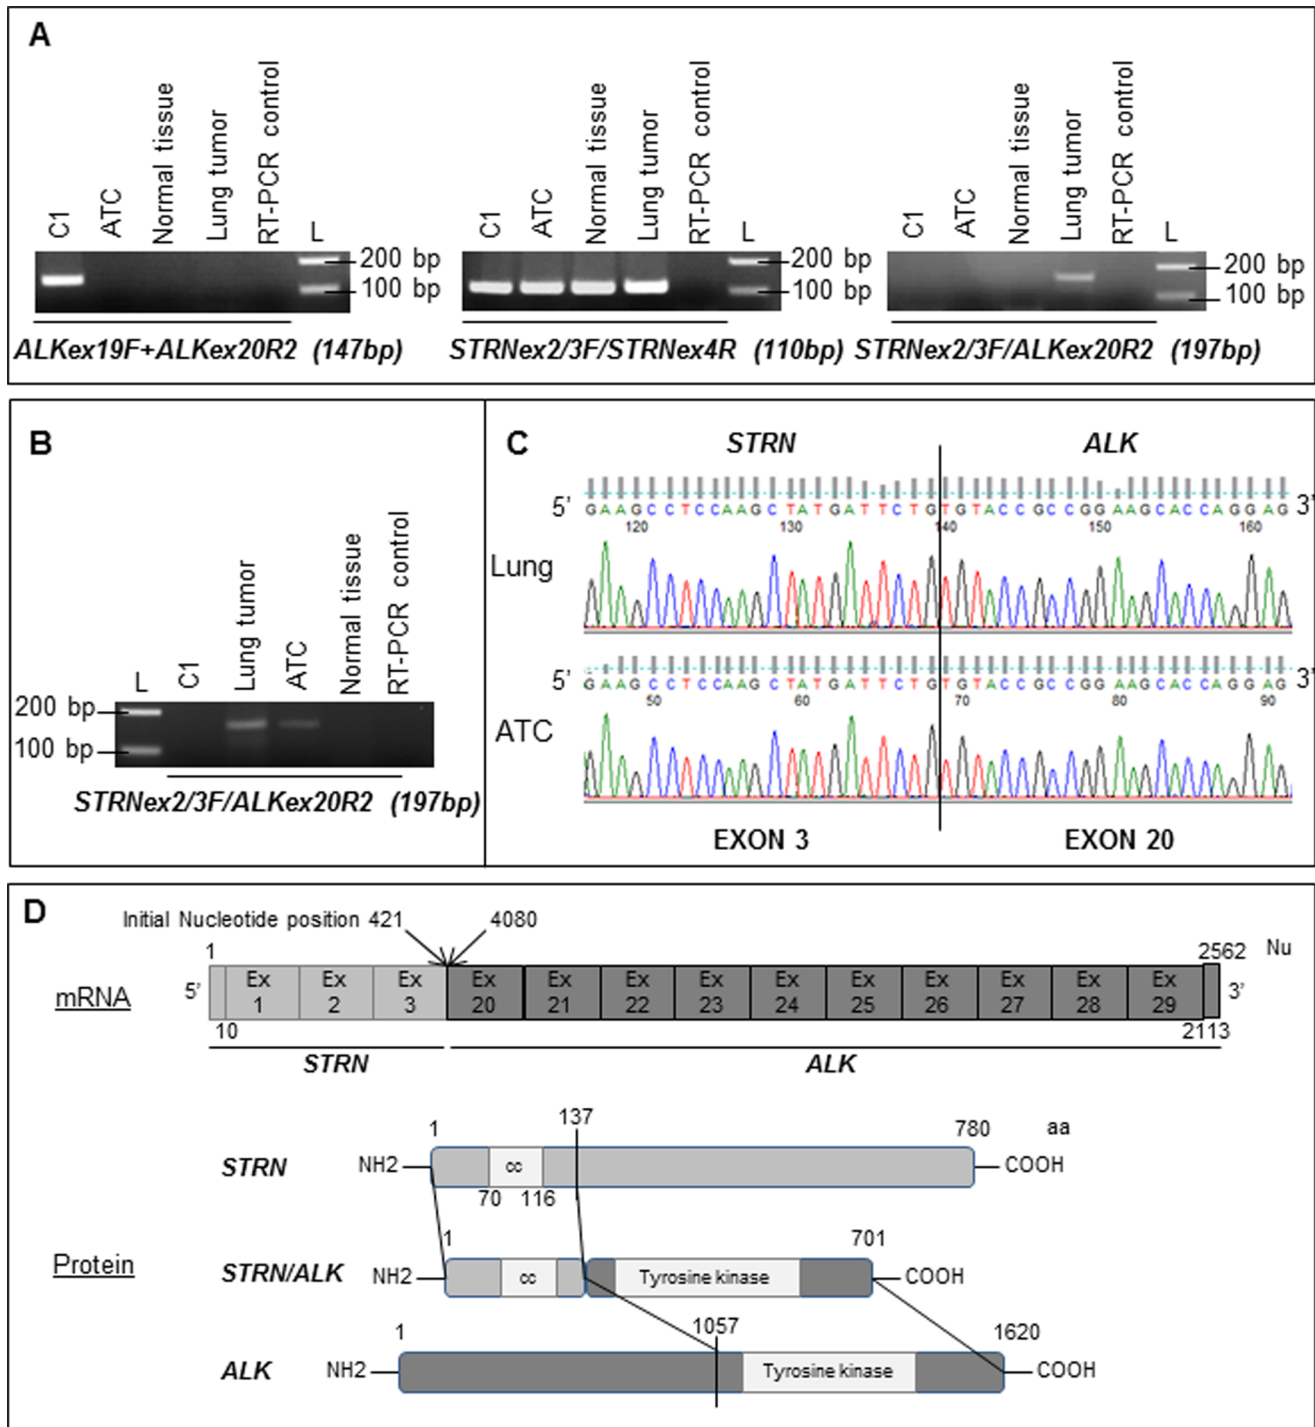 A
C1
ATC
Normal tissue
Lung tumor
RT-PCR control
L
200 bp
100 bp
ALKex19F+ALKex20R2 (147bp)
C1
ATC
Normal tissue
Lung tumor
RT-PCR control
L
200 bp
100 bp
STRNex2/3F/STRNex4R (110bp)
C1
ATC
Normal tissue
Lung tumor
RT-PCR control
L
200 bp
100 bp
STRNex2/3F/ALKex20R2 (197bp)
B
L
C1
Lung tumor
ATC
Normal tissue
RT-PCR control
200 bp
100 bp
STRNex2/3F/ALKex20R2 (197bp)
C
STRN ALK
5' GAAGCCTCCAAGCTATGATTCTGTGTACCGCCGGAAGCACCAGGAG 3'
120 130 140 150 160
Lung
5' GAAGCCTCCAAGCTATGATTCTGTGTACCGCCGGAAGCACCAGGAG 3'
50 60 70 80 90
ATC
EXON 3 EXON 20
D
Initial Nucleotide position 421 4080
1 2562 Nu
mRNA 5' Ex 1 Ex 2 Ex 3 Ex 20 Ex 21 Ex 22 Ex 23 Ex 24 Ex 25 Ex 26 Ex 27 Ex 28 Ex 29 3'
10 2113
STRN ALK
1 137 780 aa
STRN NH2 cc COOH
70 116
Protein
1 701
STRN/ALK NH2 cc Tyrosine kinase COOH
1 1057 1620
ALK NH2 Tyrosine kinase COOH